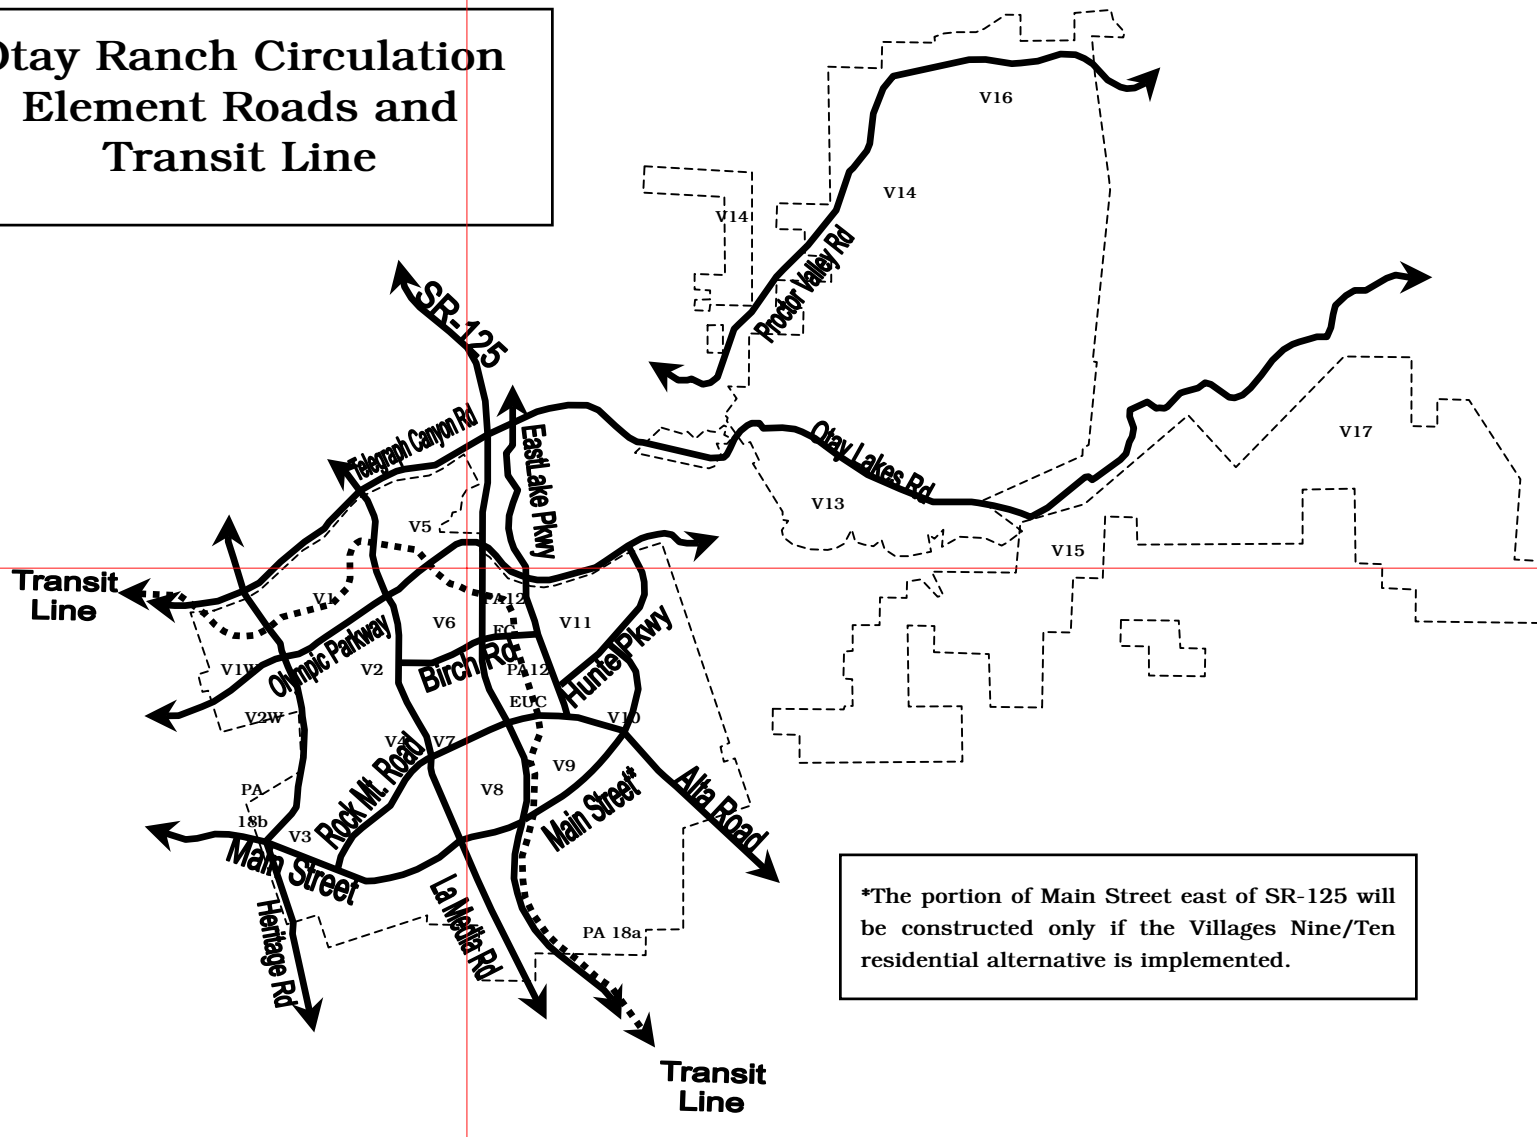 Otay Ranch Circulation
Element Roads and
Transit Line
V16
V14
V14
Proctor Valley Rd
SR-125
Telegraph Canyon Rd
EastLake Pkwy
Otay Lakes Rd
V17
V13
V5
V15
Transit
Line
V1
PA12
EC
V6
V11
Olympic Parkway
V1W
V2
Birch Rd
PA12
EUC
Hunte Pkwy
V2W
V10
V4
V7
V9
V8
Rock Mt. Road
Main Street*
Alta Road
PA
18b
V3
Main Street
Heritage Rd
La Media Rd
PA 18a
*The portion of Main Street east of SR-125 will
be constructed only if the Villages Nine/Ten
residential alternative is implemented.
Transit
Line